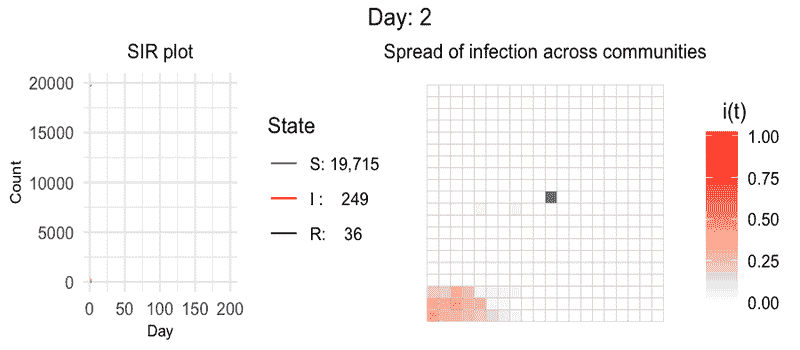 Day: 2
SIR plot
Count
20000
15000
10000
5000
0
0 50 100 150 200
Day
State
S: 19,715
I : 249
R: 36
Spread of infection across communities
i(t)
1.00
0.75
0.50
0.25
0.00